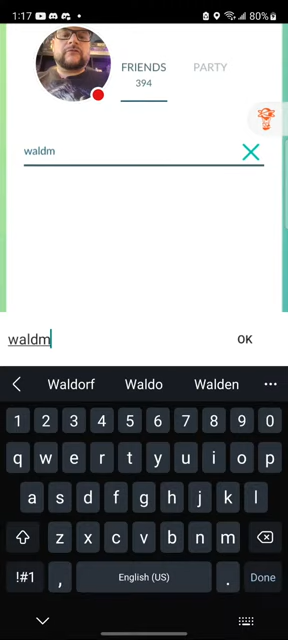 1:17
80%
FRIENDS
PARTY
394
waldm
waldm
OK
Waldorf Waldo Walden
1 2 3 4 5 6 7 8 9 0
q w e r t y u i o p
a s d f g h j k l
z x c v b n m
!#1 , English (US) . Done